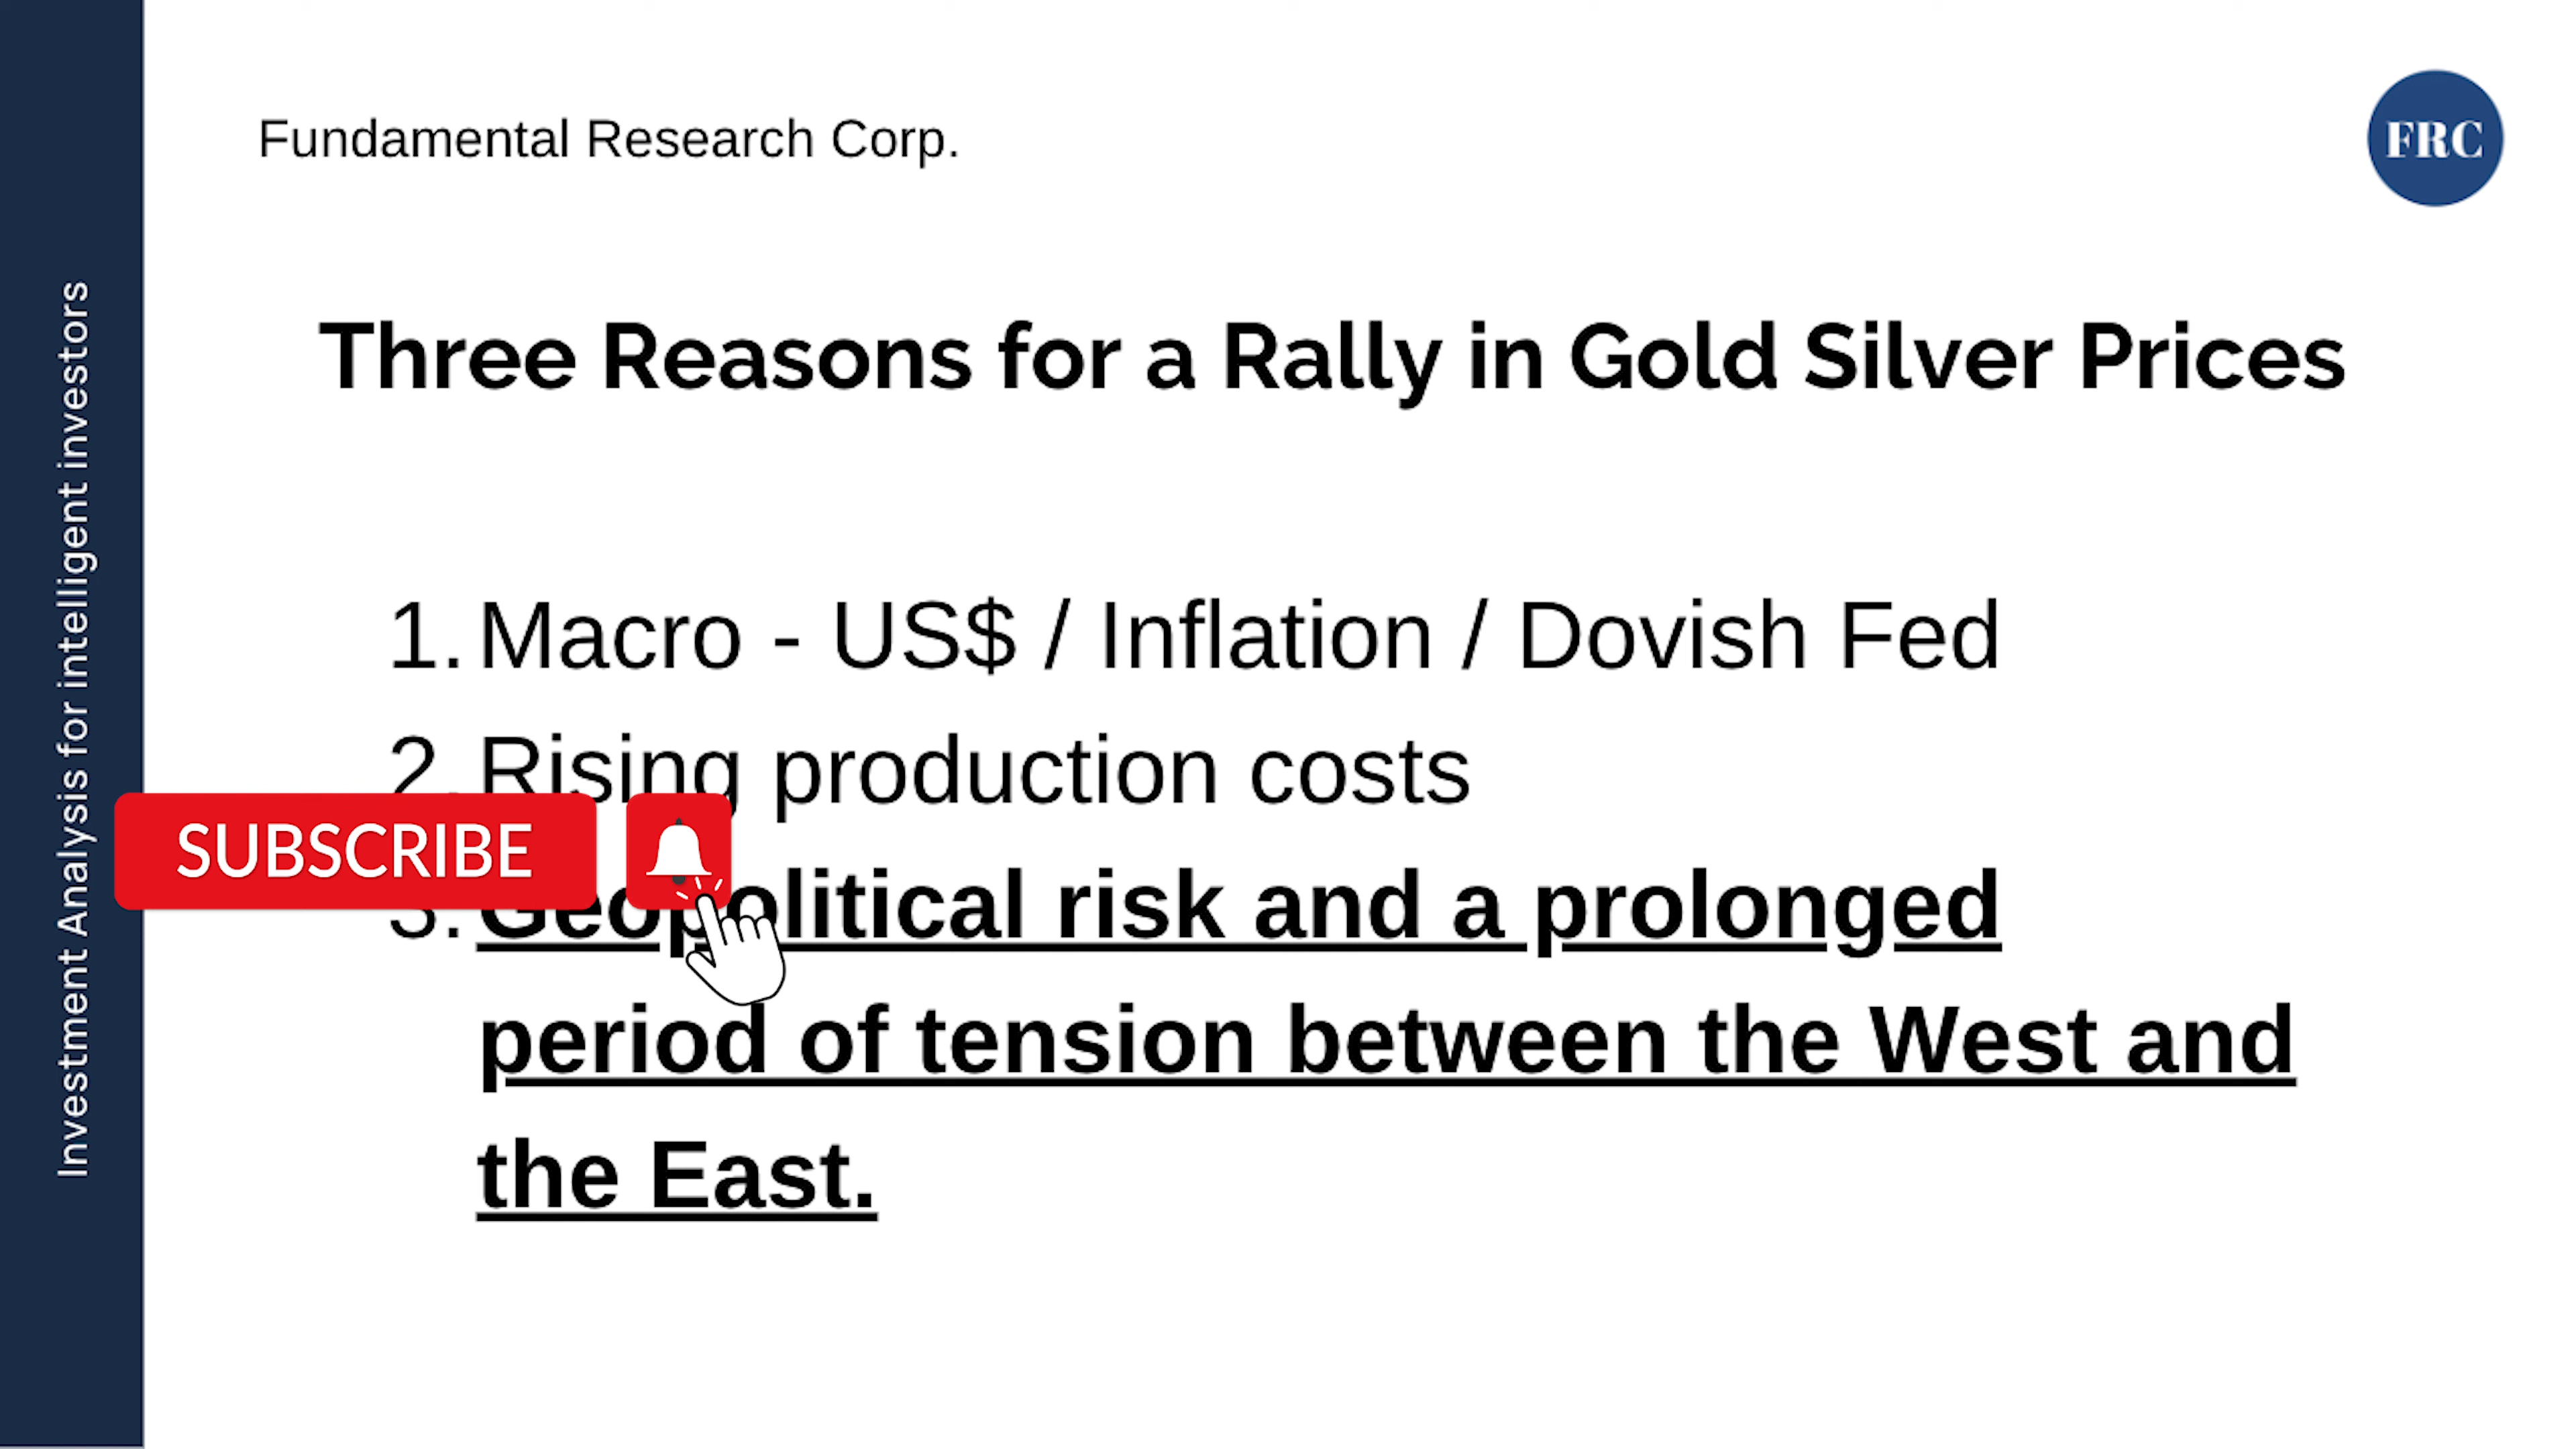 Fundamental Research Corp.
FRC
Three Reasons for a Rally in Gold Silver Prices
1. Macro - US$ / Inflation / Dovish Fed
2. Rising production costs
SUBSCRIBE
3. Geopolitical risk and a prolonged
period of tension between the West and
the East.
Investment Analysis for intelligent investors